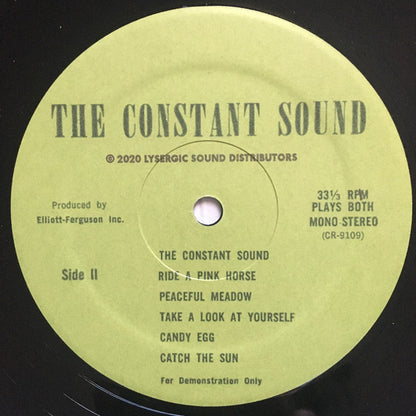 THE CONSTANT SOUND
© 2020 LYSERGIC SOUND DISTRIBUTORS
Produced by
Elliott-Ferguson Inc.
33⅓ RPM
PLAYS BOTH
MONO-STEREO
(CR-9109)
Side II
THE CONSTANT SOUND
RIDE A PINK HORSE
PEACEFUL MEADOW
TAKE A LOOK AT YOURSELF
CANDY EGG
CATCH THE SUN
For Demonstration Only